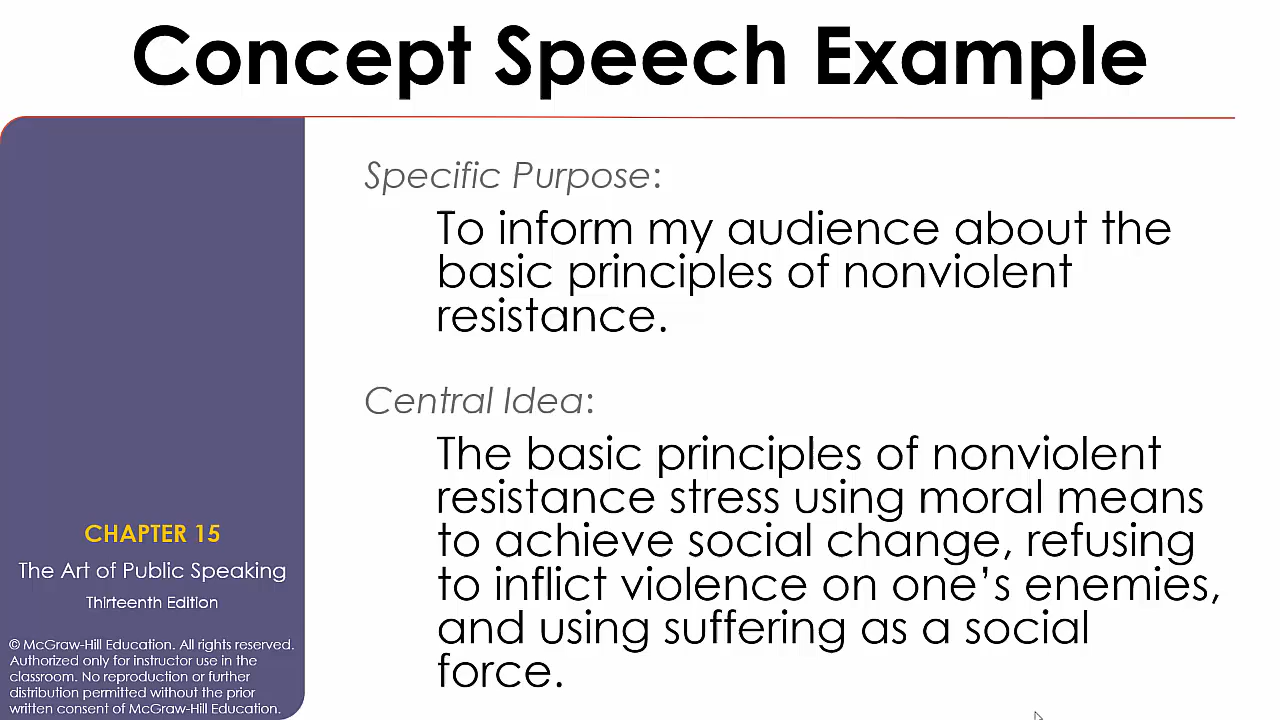 Concept Speech Example
Specific Purpose:
To inform my audience about the
basic principles of nonviolent
resistance.
Central Idea:
The basic principles of nonviolent
resistance stress using moral means
to achieve social change, refusing
to inflict violence on one’s enemies,
and using suffering as a social
force.
CHAPTER 15
The Art of Public Speaking
Thirteenth Edition
© McGraw-Hill Education. All rights reserved.
Authorized only for instructor use in the
classroom. No reproduction or further
distribution permitted without the prior
written consent of McGraw-Hill Education.